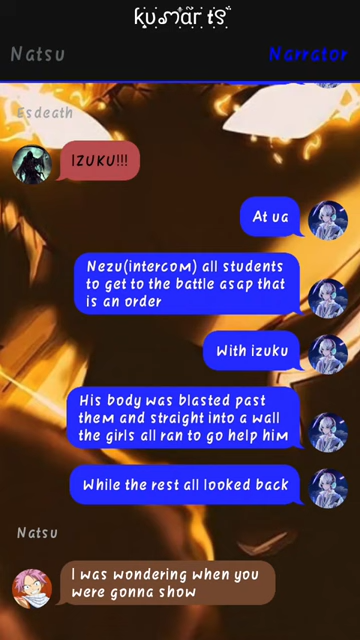 kumar ts
Natsu
Narrator
Esdeath
IZUKU!!!
At ua
Nezu(intercom) all students
to get to the battle asap that
is an order
With izuku
His body was blasted past
them and straight into a wall
the girls all ran to go help him
While the rest all looked back
Natsu
I was wondering when you
were gonna show